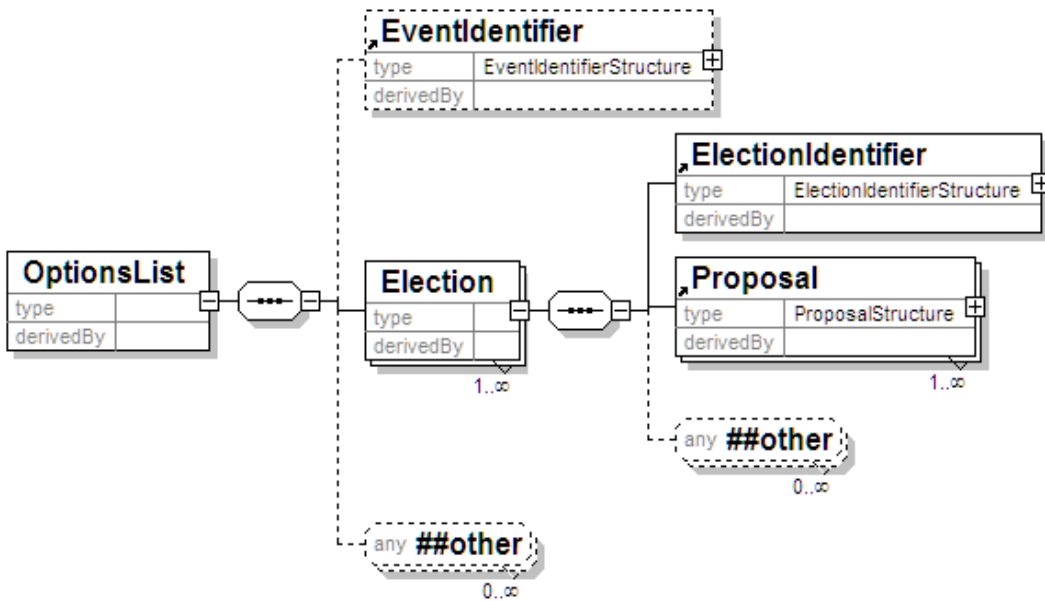 EventIdentifier
type EventIdentifierStructure
derivedBy
ElectionIdentifier
type ElectionIdentifierStructure
derivedBy
OptionsList
type
derivedBy
Election
type
derivedBy
1..∞
Proposal
type ProposalStructure
derivedBy
1..∞
any ##other
0..∞
any ##other
0..∞